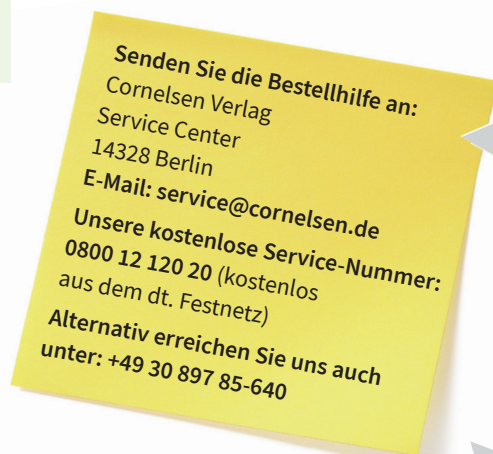 Senden Sie die Bestellhilfe an:
Cornelsen Verlag
Service Center
14328 Berlin
E-Mail: service@cornelsen.de
Unsere kostenlose Service-Nummer:
0800 12 120 20 (kostenlos
aus dem dt. Festnetz)
Alternativ erreichen Sie uns auch
unter: +49 30 897 85-640